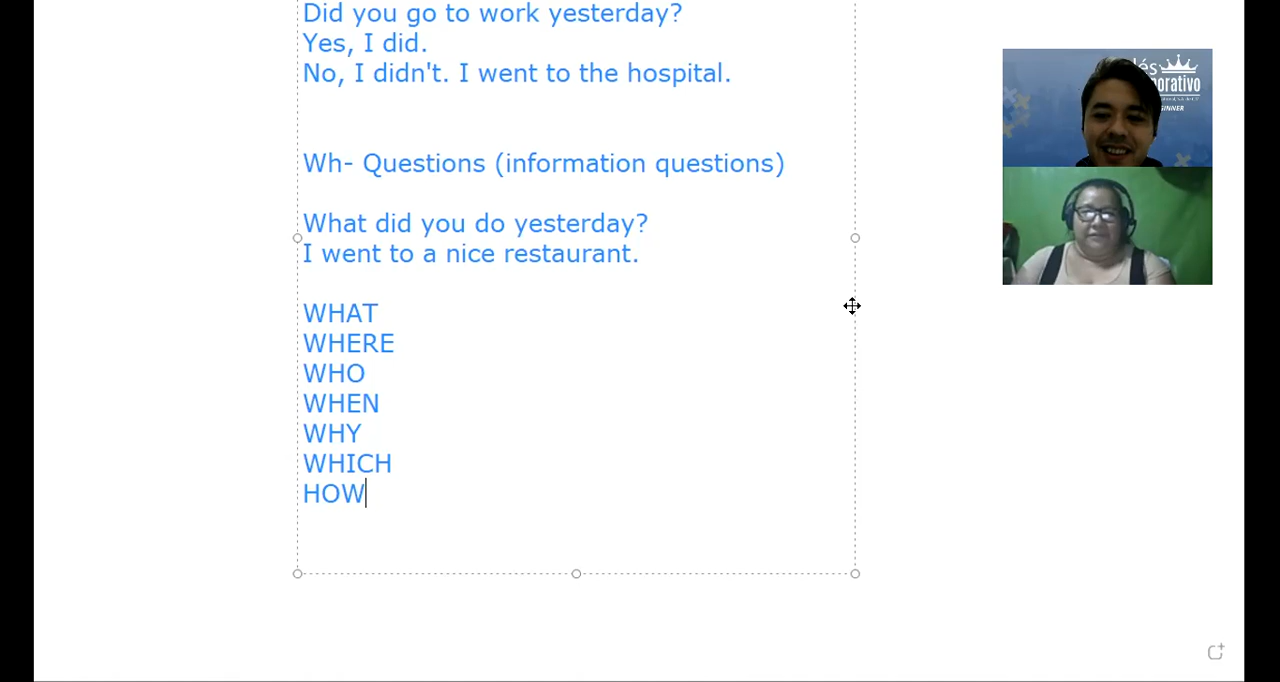 Did you go to work yesterday?
Yes, I did.
No, I didn't. I went to the hospital.
Wh- Questions (information questions)
What did you do yesterday?
I went to a nice restaurant.
WHAT
WHERE
WHO
WHEN
WHY
WHICH
HOW